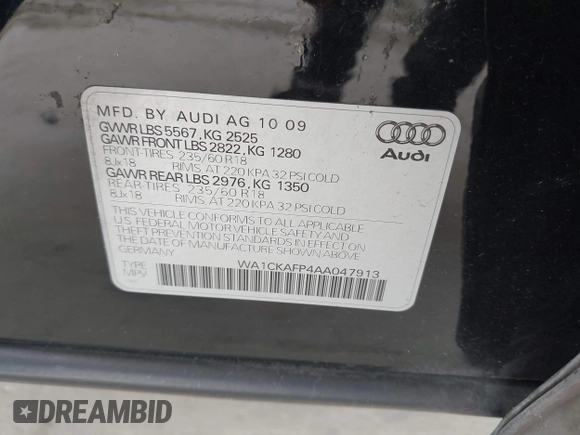 MFD. BY AUDI AG 10 09
GVWR LBS 5567, KG 2525
GAWR FRONT LBS 2822, KG 1280
FRONT-TIRES 235/60 R18
8Jx18 RIMS, AT 220 KPA 32 PSI COLD
GAWR REAR LBS 2976, KG 1350
REAR-TIRES 235/60 R18
8Jx18 RIMS, AT 220 KPA 32 PSI COLD
Audi
THIS VEHICLE CONFORMS TO ALL APPLICABLE
U.S. FEDERAL MOTOR VEHICLE SAFETY AND
THEFT PREVENTION STANDARDS IN EFFECT ON
THE DATE OF MANUFACTURE SHOWN ABOVE.
GERMANY
WA1CKAFP4AA047913
TYPE
MPV
DREAMBID